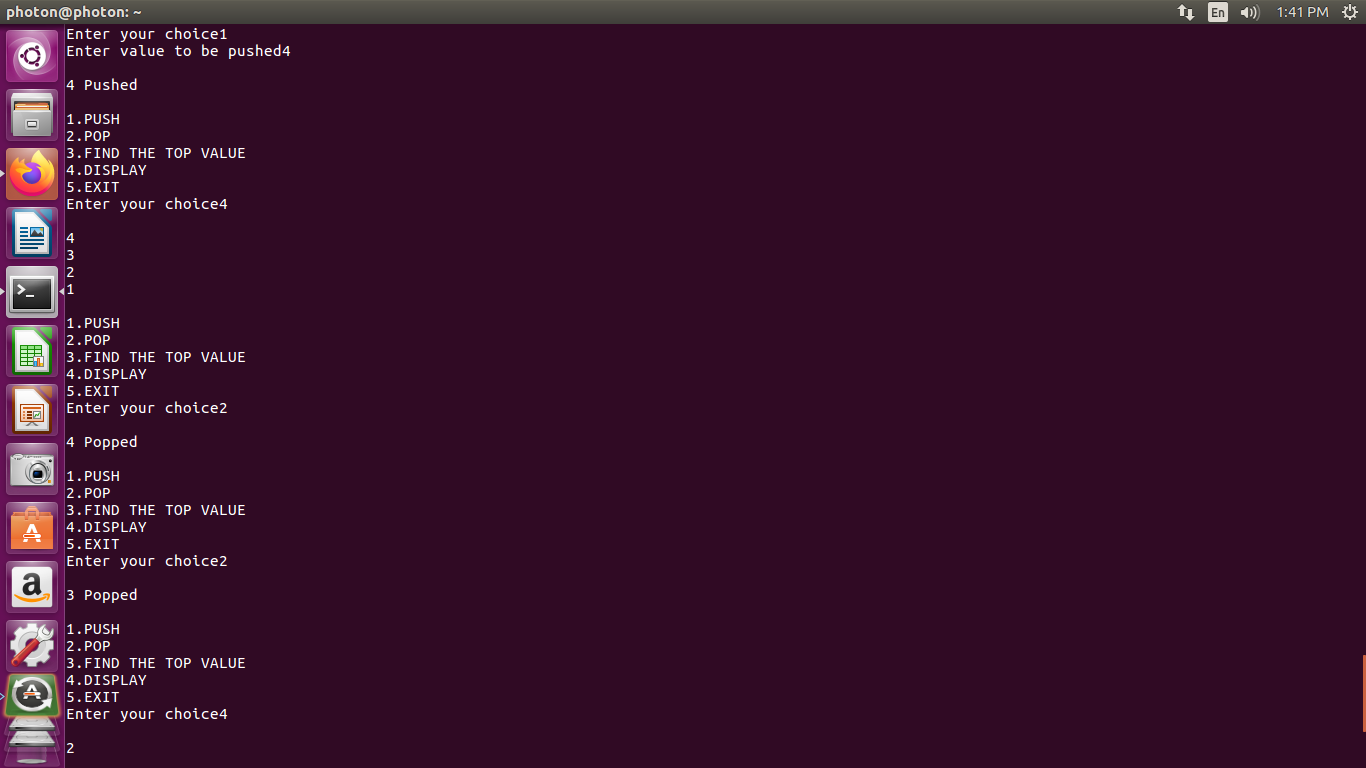 photon@photon: ~
En
1:41 PM
Enter your choice1
Enter value to be pushed4
4 Pushed
1.PUSH
2.POP
3.FIND THE TOP VALUE
4.DISPLAY
5.EXIT
Enter your choice4
4
3
2
1
1.PUSH
2.POP
3.FIND THE TOP VALUE
4.DISPLAY
5.EXIT
Enter your choice2
4 Popped
1.PUSH
2.POP
3.FIND THE TOP VALUE
4.DISPLAY
5.EXIT
Enter your choice2
3 Popped
1.PUSH
2.POP
3.FIND THE TOP VALUE
4.DISPLAY
5.EXIT
Enter your choice4
2